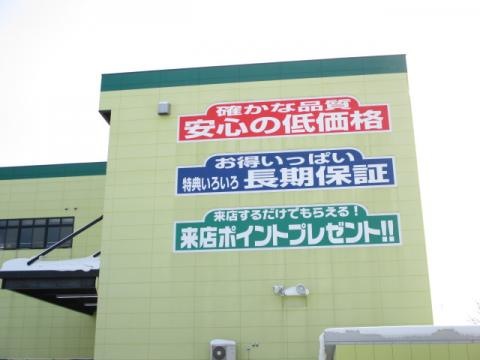 確かな品質
安心の低価格
お得いっぱい
特典いろいろ 長期保証
来店するだけでもらえる！
来店ポイントプレゼント!!